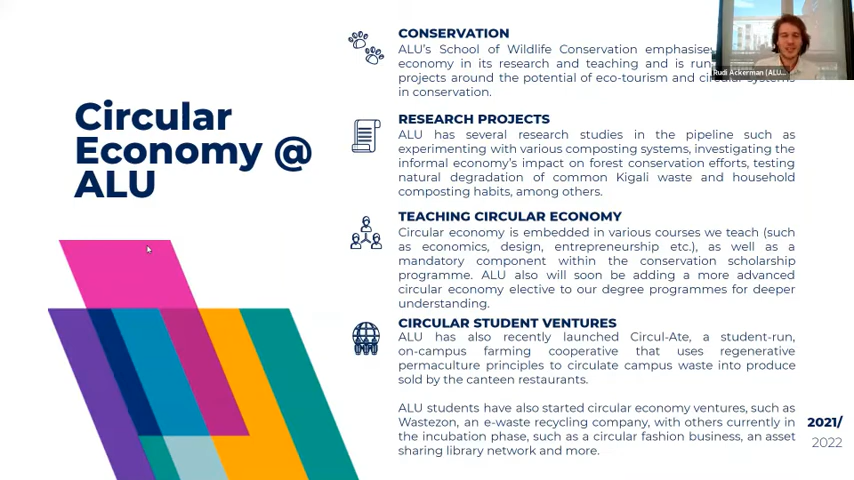 Circular
Economy @
ALU
CONSERVATION
ALU's School of Wildlife Conservation emphasises
economy in its research and teaching and is run
projects around the potential of eco-tourism and circular systems
in conservation.
RESEARCH PROJECTS
ALU has several research studies in the pipeline such as
experimenting with various composting systems, investigating the
informal economy's impact on forest conservation efforts, testing
natural degradation of common Kigali waste and household
composting habits, among others.
TEACHING CIRCULAR ECONOMY
Circular economy is embedded in various courses we teach (such
as economics, design, entrepreneurship etc.), as well as a
mandatory component within the conservation scholarship
programme. ALU also will soon be adding a more advanced
circular economy elective to our degree programmes for deeper
understanding.
CIRCULAR STUDENT VENTURES
ALU has also recently launched Circul-Ate, a student-run,
on-campus farming cooperative that uses regenerative
permaculture principles to circulate campus waste into produce
sold by the canteen restaurants.
ALU students have also started circular economy ventures, such as
Wastezon, an e-waste recycling company, with others currently in
the incubation phase, such as a circular fashion business, an asset
sharing library network and more.
2021/
2022
Rudi Ackerman (ALU...